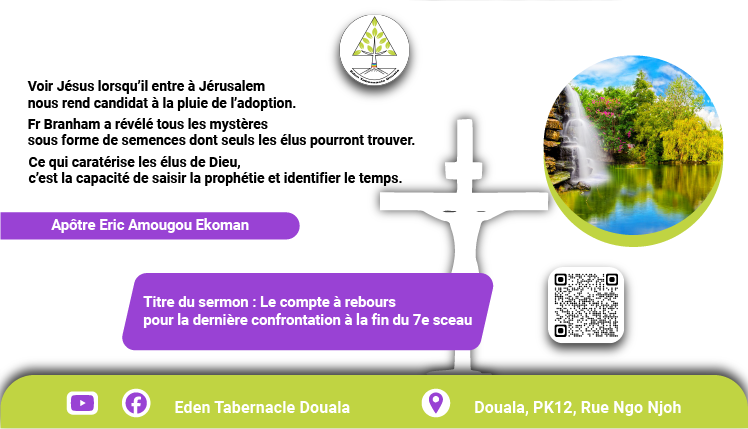 Eden Tabernacle Douala
Voir Jésus lorsqu'il entre à Jérusalem
nous rend candidat à la pluie de l'adoption.
Fr Branham a révélé tous les mystères
sous forme de semences dont seuls les élus pourront trouver.
Ce qui caratérise les élus de Dieu,
c'est la capacité de saisir la prophétie et identifier le temps.
Apôtre Eric Amougou Ekoman
Titre du sermon : Le compte à rebours
pour la dernière confrontation à la fin du 7e sceau
Eden Tabernacle Douala
Douala, PK12, Rue Ngo Njoh